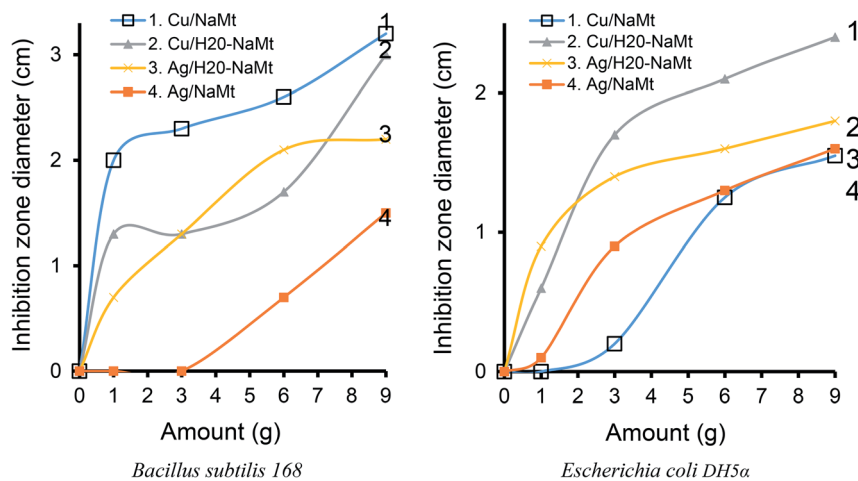 Inhibition zone diameter (cm)
3
2
1
0
1. Cu/NaMt
2. Cu/H20-NaMt
3. Ag/H20-NaMt
4. Ag/NaMt
1
2
3
4
0 1 2 3 4 5 6 7 8 9
Amount (g)
Bacillus subtilis 168
Inhibition zone diameter (cm)
2
1
0
1. Cu/NaMt
2. Cu/H20-NaMt
3. Ag/H20-NaMt
4. Ag/NaMt
1
2
3
4
0 1 2 3 4 5 6 7 8 9
Amount (g)
Escherichia coli DH5α